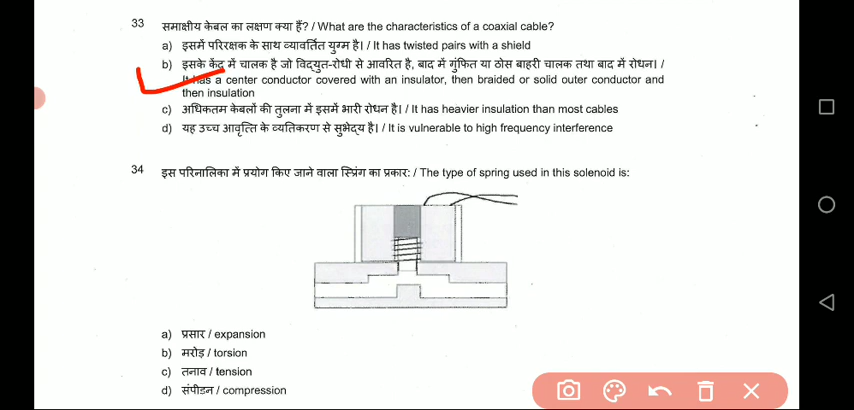 33 समाक्षीय केबल का लक्षण क्या हैं? / What are the characteristics of a coaxial cable?
a) इसमें परिरक्षक के साथ व्यावर्तित युग्म है। / It has twisted pairs with a shield
b) इसके केंद्र में चालक है जो विद्युत-रोधी से आवरित है, बाद में गुंफित या ठोस बाहरी चालक तथा बाद में रोधन। /
It has a center conductor covered with an insulator, then braided or solid outer conductor and
then insulation
c) अधिकतम केबलों की तुलना में इसमें भारी रोधन है। / It has heavier insulation than most cables
d) यह उच्च आवृत्ति के व्यतिकरण से सुभेद्य है। / It is vulnerable to high frequency interference
34 इस परिनालिका में प्रयोग किए जाने वाला स्प्रिंग का प्रकार: / The type of spring used in this solenoid is:
a) प्रसार / expansion
b) मरोड़ / torsion
c) तनाव / tension
d) संपीडन / compression